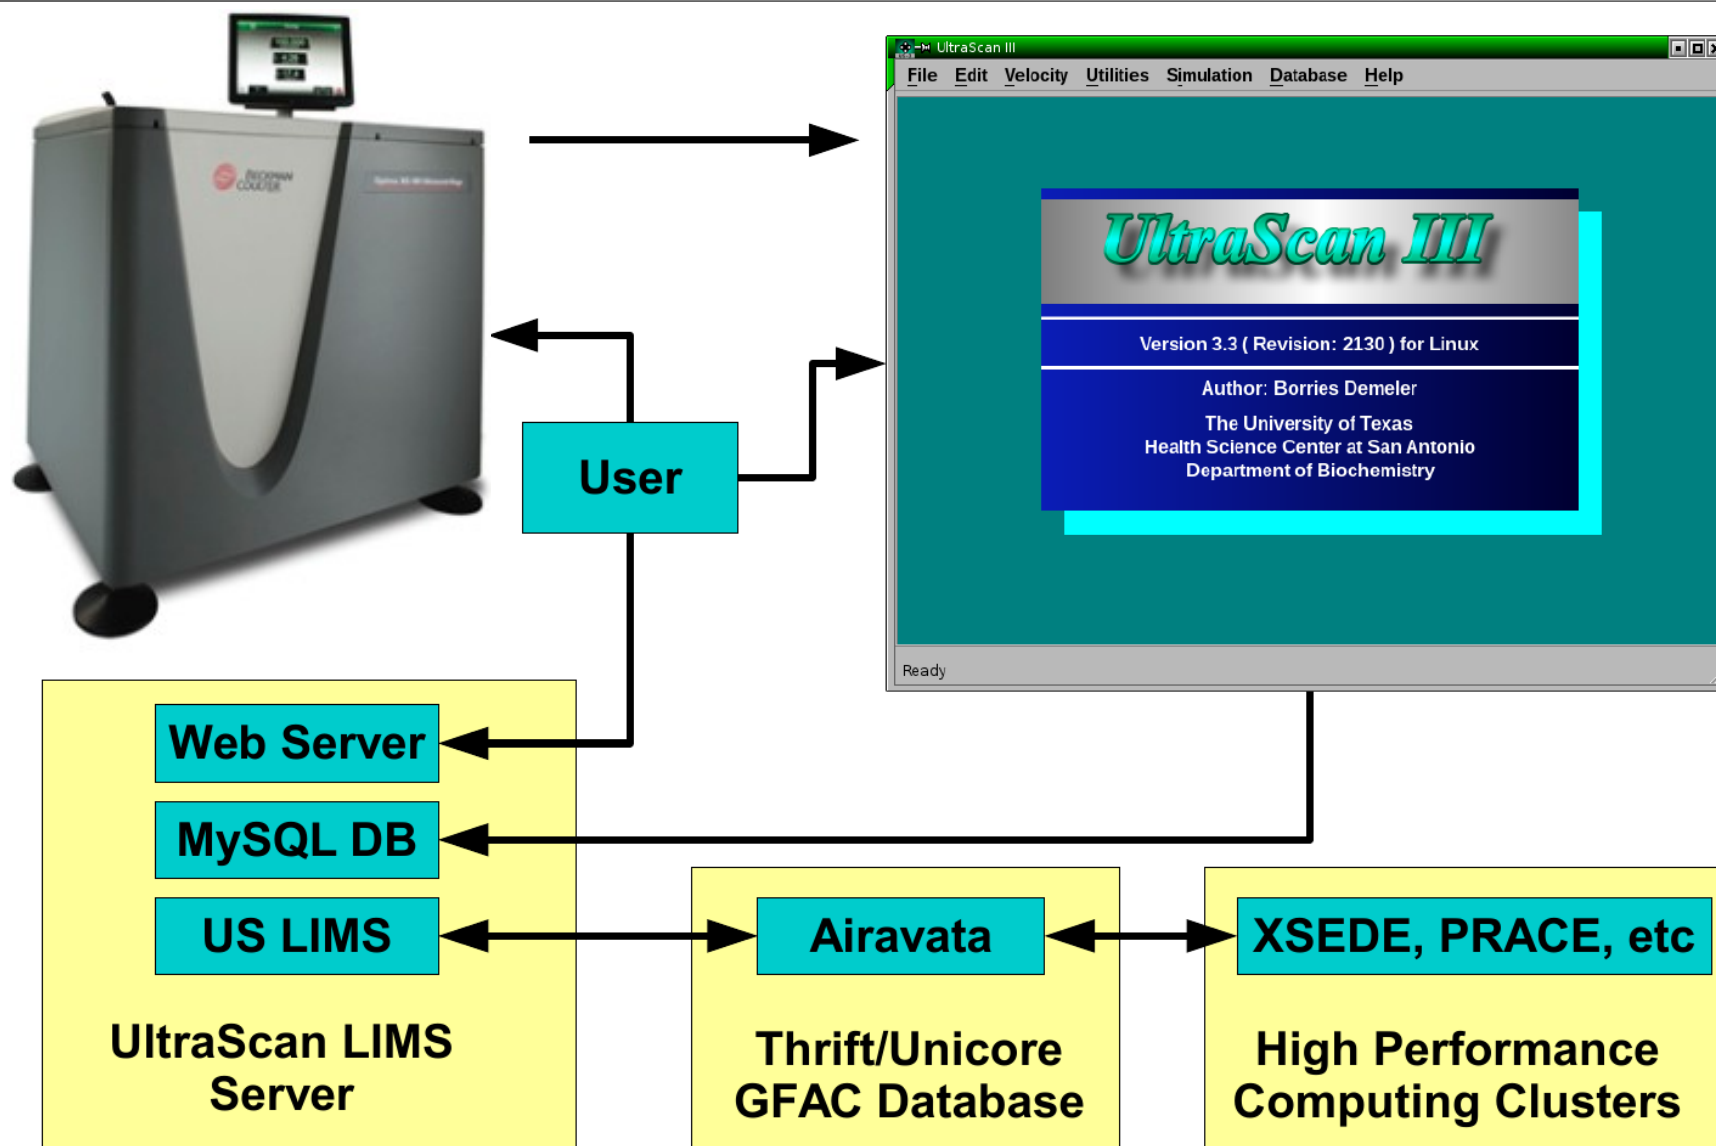 BECKMAN
COULTER
UltraScan III
File Edit Velocity Utilities Simulation Database Help
UltraScan III
Version 3.3 ( Revision: 2130 ) for Linux
Author: Borries Demeler
The University of Texas
Health Science Center at San Antonio
Department of Biochemistry
Ready
User
Web Server
MySQL DB
US LIMS
UltraScan LIMS
Server
Airavata
Thrift/Unicore
GFAC Database
XSEDE, PRACE, etc
High Performance
Computing Clusters